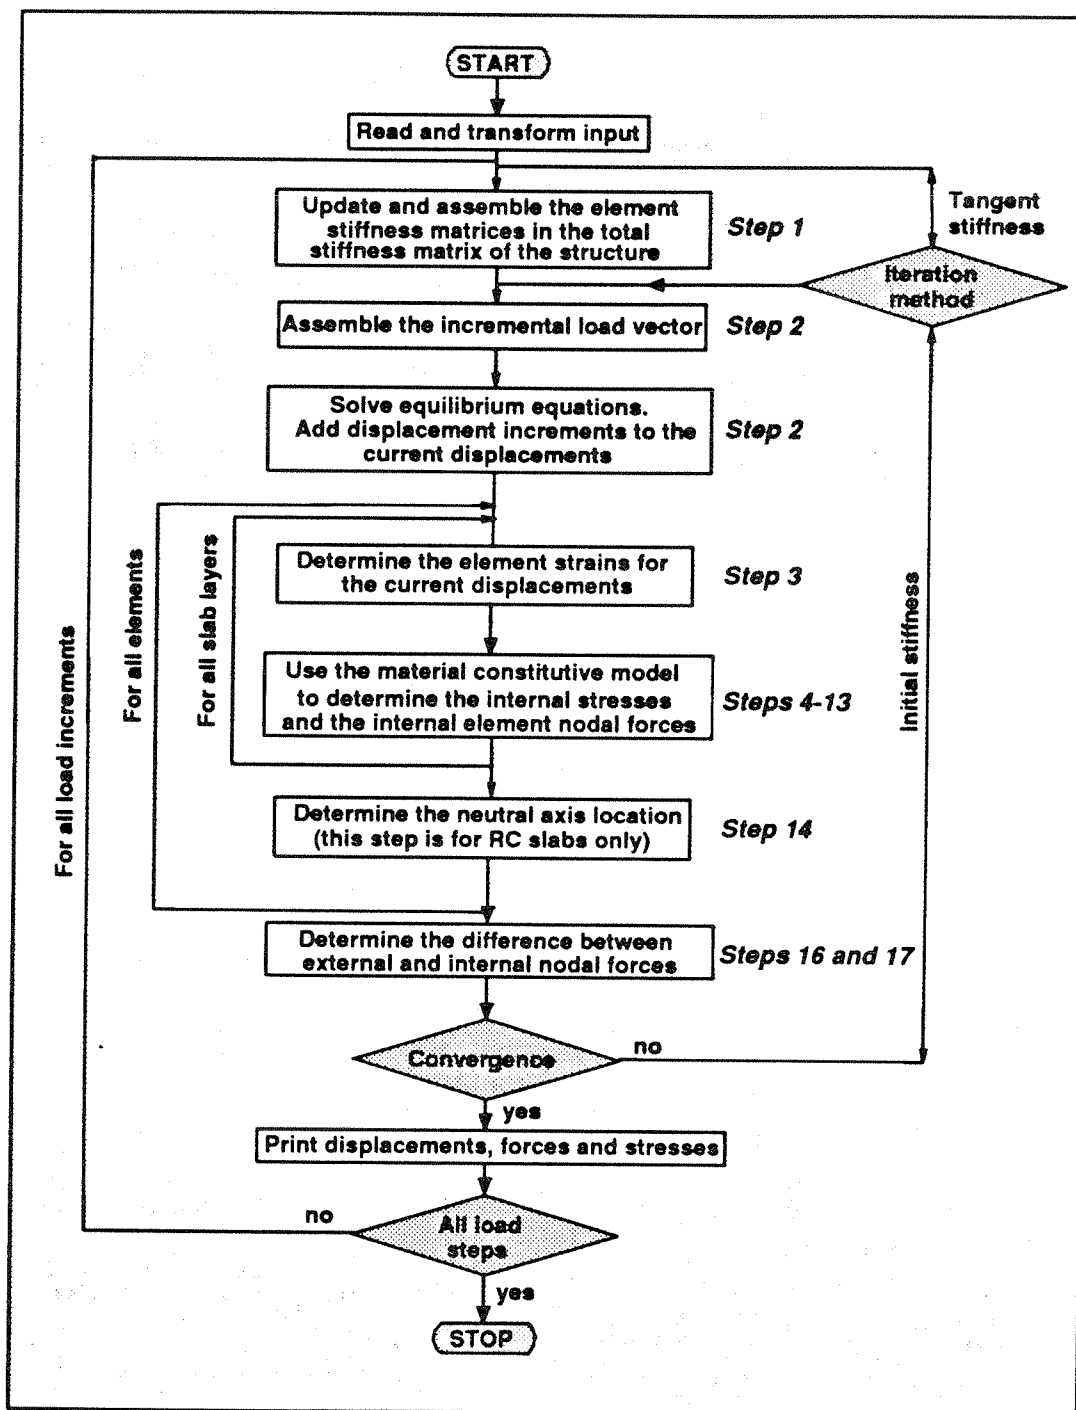 START
Read and transform input
Update and assemble the element
stiffness matrices in the total
stiffness matrix of the structure
Step 1
Tangent
stiffness
Iteration
method
Assemble the incremental load vector
Step 2
Solve equilibrium equations.
Add displacement increments to the
current displacements
Step 2
For all load increments
For all elements
For all slab layers
Initial stiffness
Determine the element strains for
the current displacements
Step 3
Use the material constitutive model
to determine the internal stresses
and the internal element nodal forces
Steps 4-13
Determine the neutral axis location
(this step is for RC slabs only)
Step 14
Determine the difference between
external and internal nodal forces
Steps 16 and 17
Convergence
no
yes
Print displacements, forces and stresses
no
All load
steps
yes
STOP